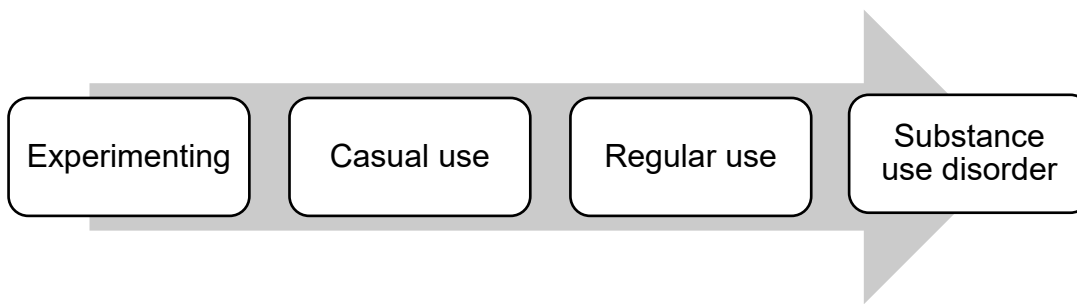 Experimenting
Casual use
Regular use
Substance
use disorder